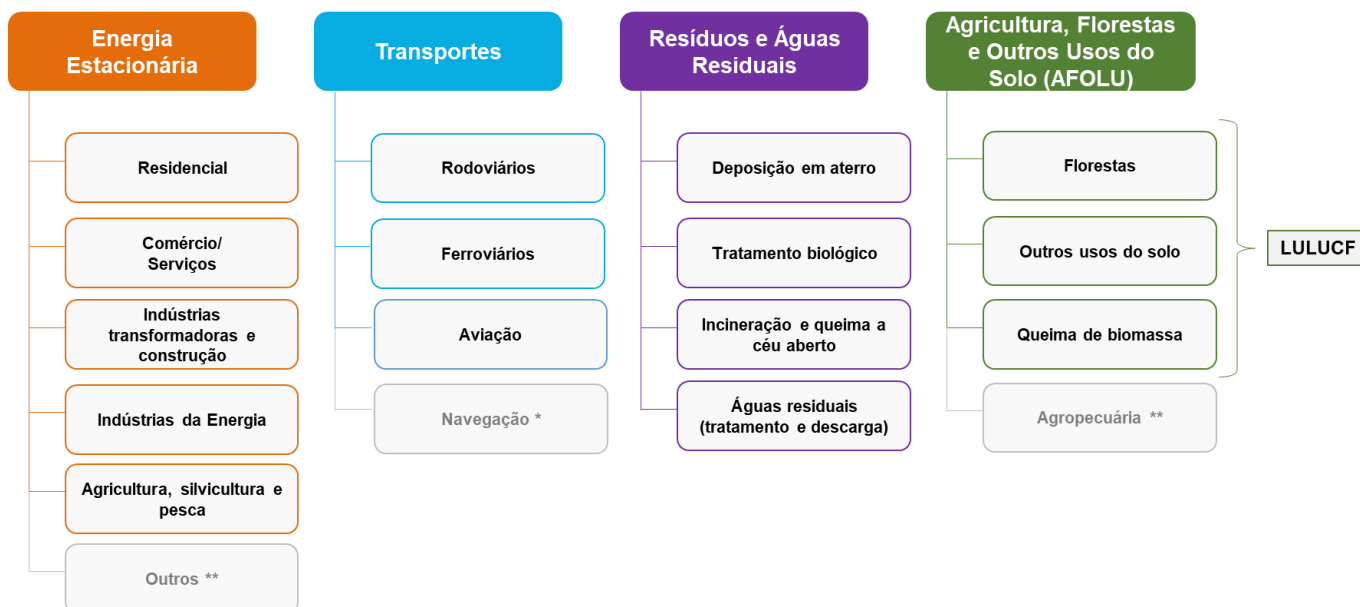 Energia
Estacionária
Residencial
Comércio/
Serviços
Indústrias
transformadoras e
construção
Indústrias da Energia
Agricultura, silvicultura e
pesca
Outros **
Transportes
Rodoviários
Ferroviários
Aviação
Navegação *
Resíduos e Águas
Residuais
Deposição em aterro
Tratamento biológico
Incineração e queima a
céu aberto
Águas residuais
(tratamento e descarga)
Agricultura, Florestas
e Outros Usos do
Solo (AFOLU)
Florestas
Outros usos do solo
Queima de biomassa
Agropecuária **
LULUCF